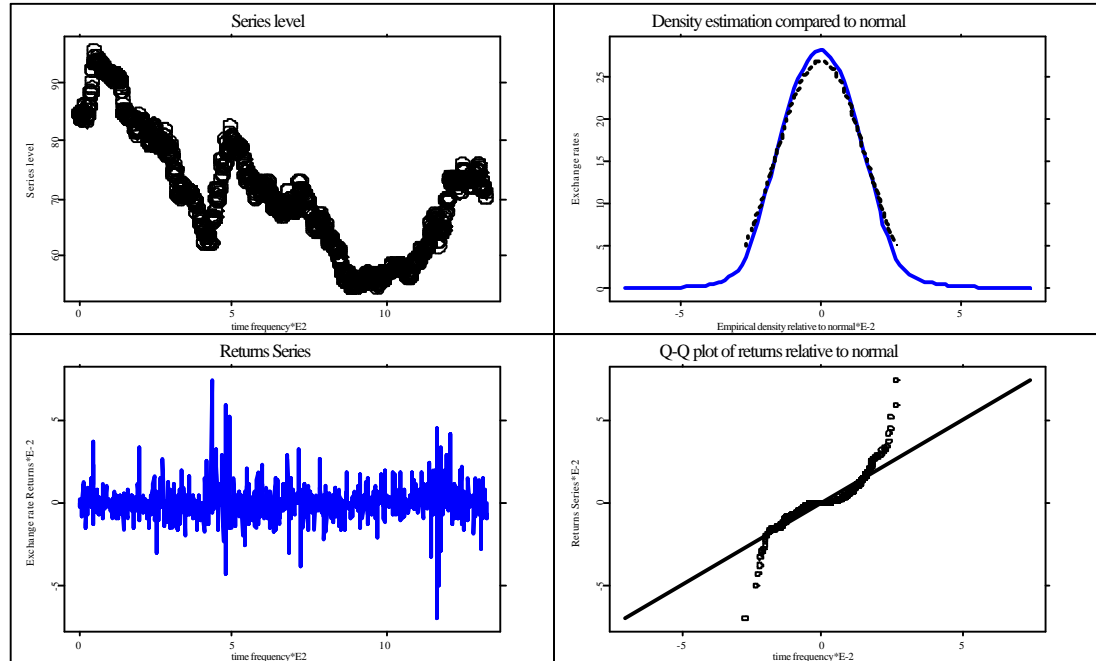 Series level
Series level
90
80
70
60
0 5 10
time frequency*E2
Density estimation compared to normal
Exchange rates
25
20
15
10
5
0
-5 0 5
Empirical density relative to normal*E-2
Returns Series
Exchange rate Returns*E-2
5
0
-5
0 5 10
time frequency*E2
Q-Q plot of returns relative to normal
Returns Series*E-2
5
0
-5
-5 0 5
time frequency*E-2